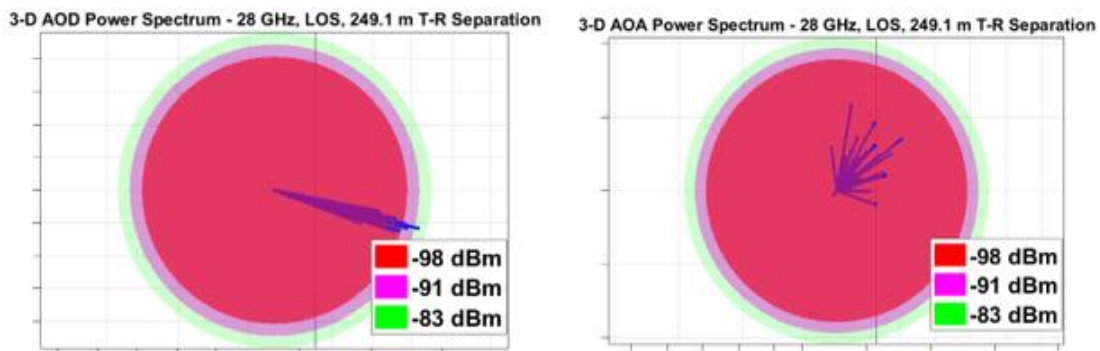 3-D AOD Power Spectrum - 28 GHz, LOS, 249.1 m T-R Separation
-98 dBm
-91 dBm
-83 dBm
3-D AOA Power Spectrum - 28 GHz, LOS, 249.1 m T-R Separation
-98 dBm
-91 dBm
-83 dBm